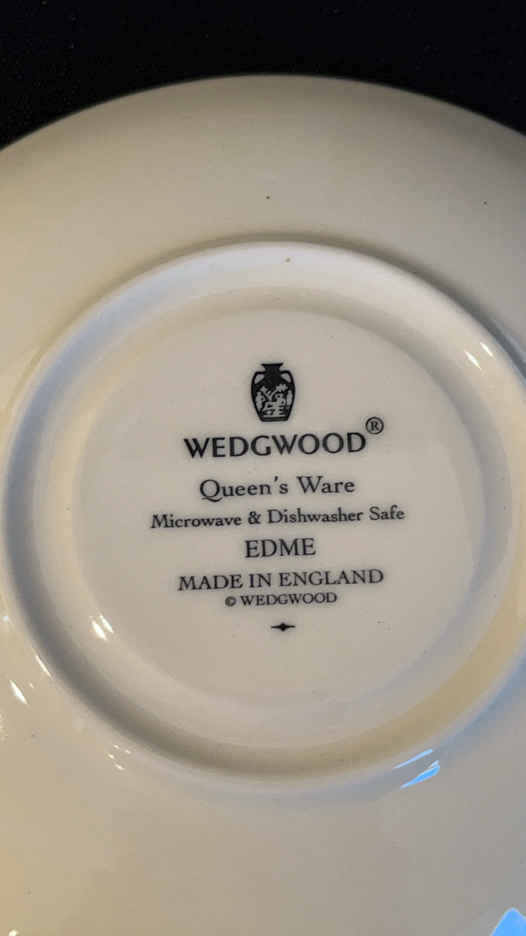 WEDGWOOD®
Queen's Ware
Microwave & Dishwasher Safe
EDME
MADE IN ENGLAND
© WEDGWOOD